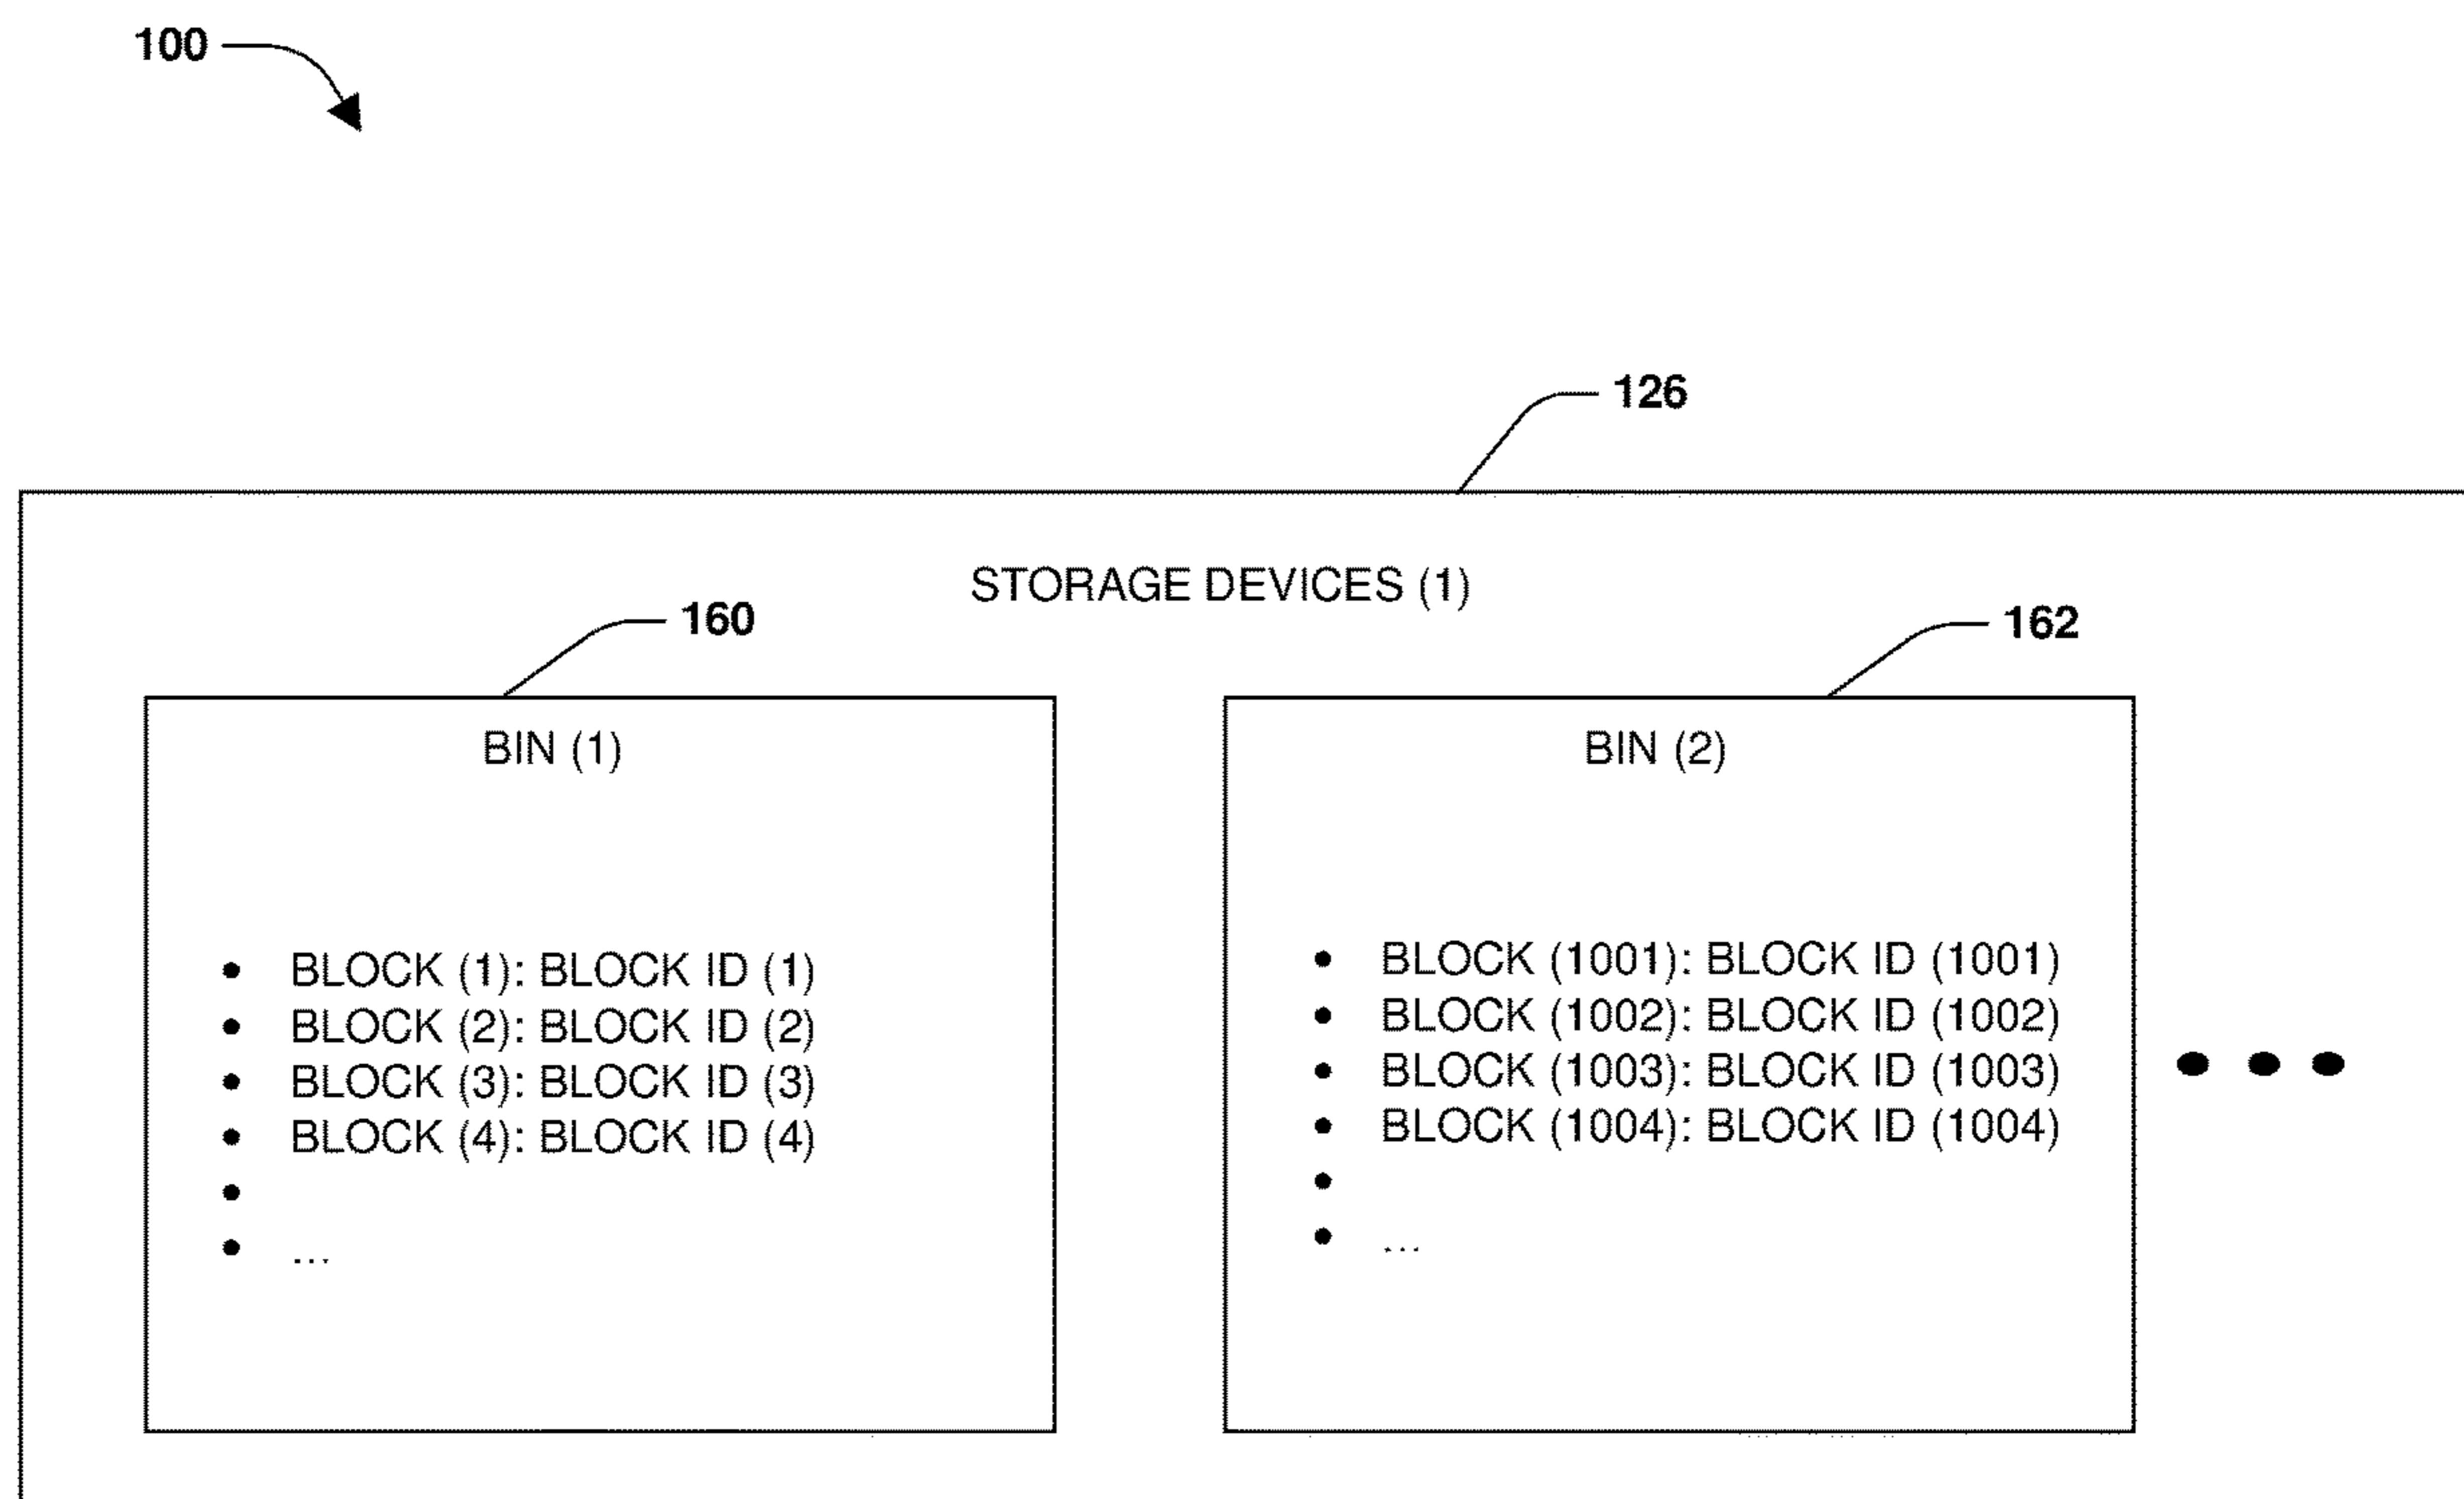 100
126
STORAGE DEVICES (1)
160
162
BIN (1)
• BLOCK (1): BLOCK ID (1)
• BLOCK (2): BLOCK ID (2)
• BLOCK (3): BLOCK ID (3)
• BLOCK (4): BLOCK ID (4)
•
• ...
BIN (2)
• BLOCK (1001): BLOCK ID (1001)
• BLOCK (1002): BLOCK ID (1002)
• BLOCK (1003): BLOCK ID (1003)
• BLOCK (1004): BLOCK ID (1004)
•
• ...
● ● ●